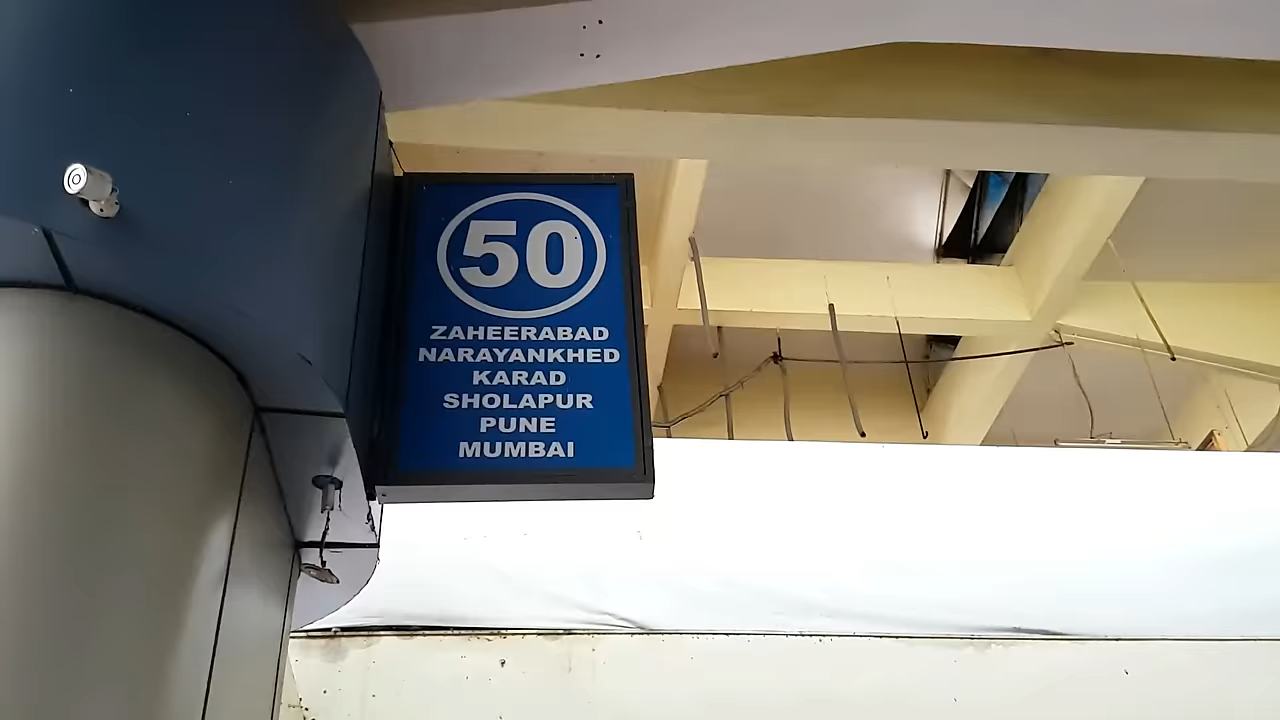 50
ZAHEERABAD
NARAYANKHED
KARAD
SHOLAPUR
PUNE
MUMBAI